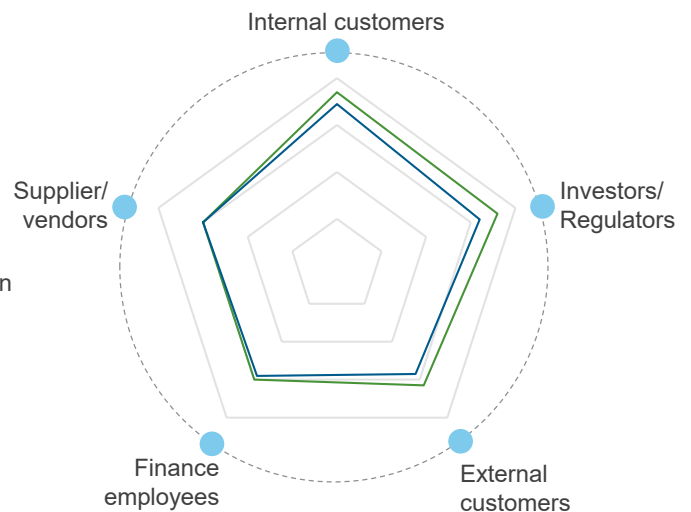 Internal customers
Supplier/
vendors
Investors/
Regulators
n
Finance
employees
External
customers